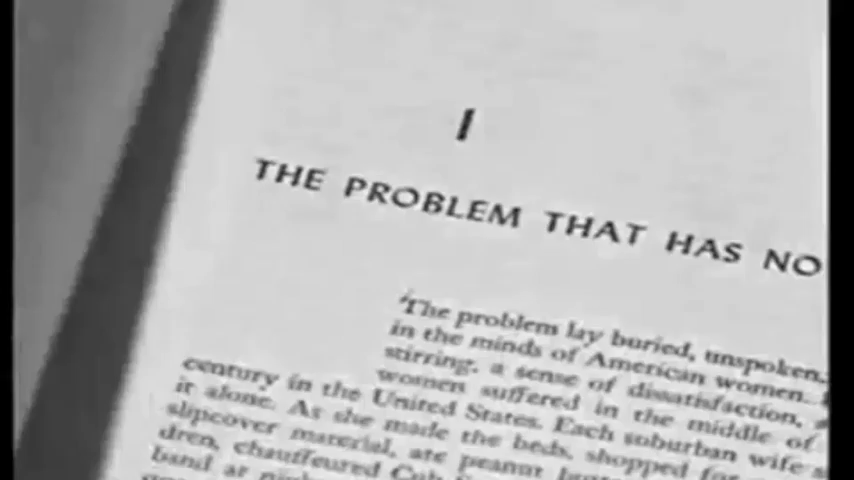 I
THE PROBLEM THAT HAS NO
"The problem lay buried, unspoken,
in the minds of American women.
stirring, a sense of dissatisfaction,
women suffered in the middle of
century in the United States. Each suburban wife
it alone. As she made the beds, shopped for
slipcover material, ate peanut
dren, chauffeured Cub
band at